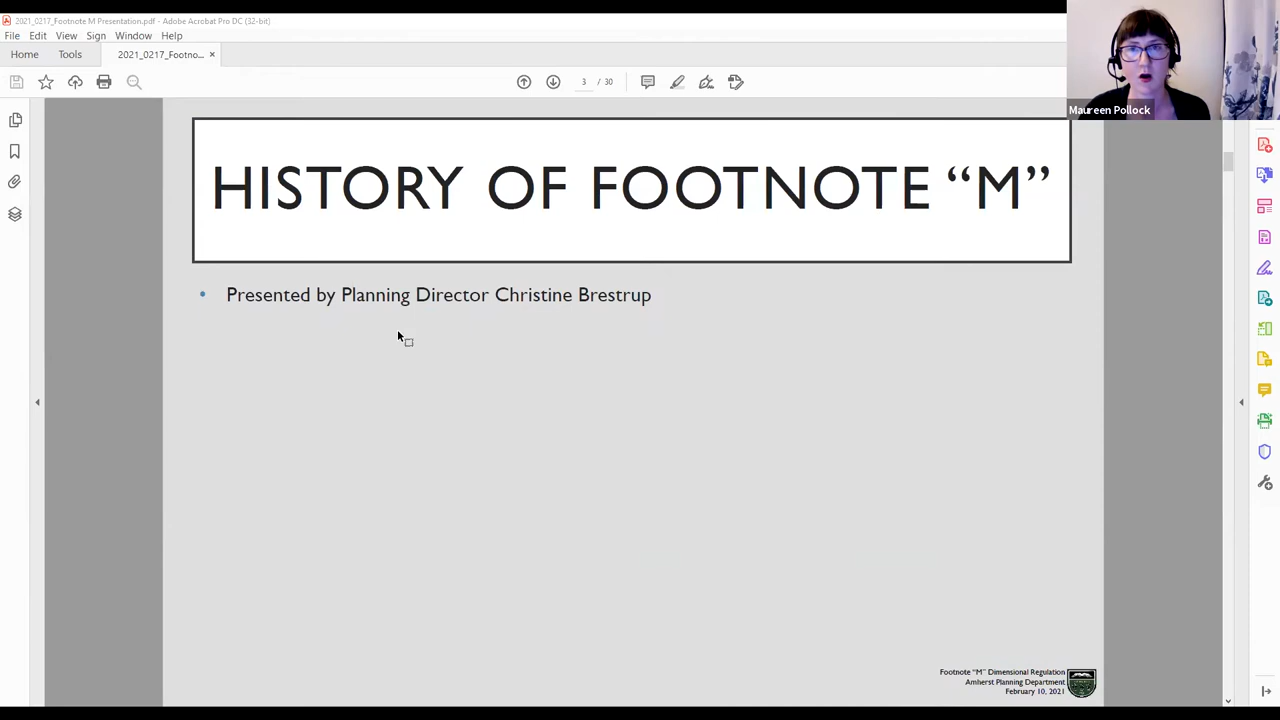 2021_0217_Footnote M Presentation.pdf - Adobe Acrobat Pro DC (32-bit)
File Edit View Sign Window Help
Home Tools 2021_0217_Footno... ×
3 / 30
Maureen Pollock
HISTORY OF FOOTNOTE “M”
• Presented by Planning Director Christine Brestrup
Footnote “M” Dimensional Regulation
Amherst Planning Department
February 10, 2021